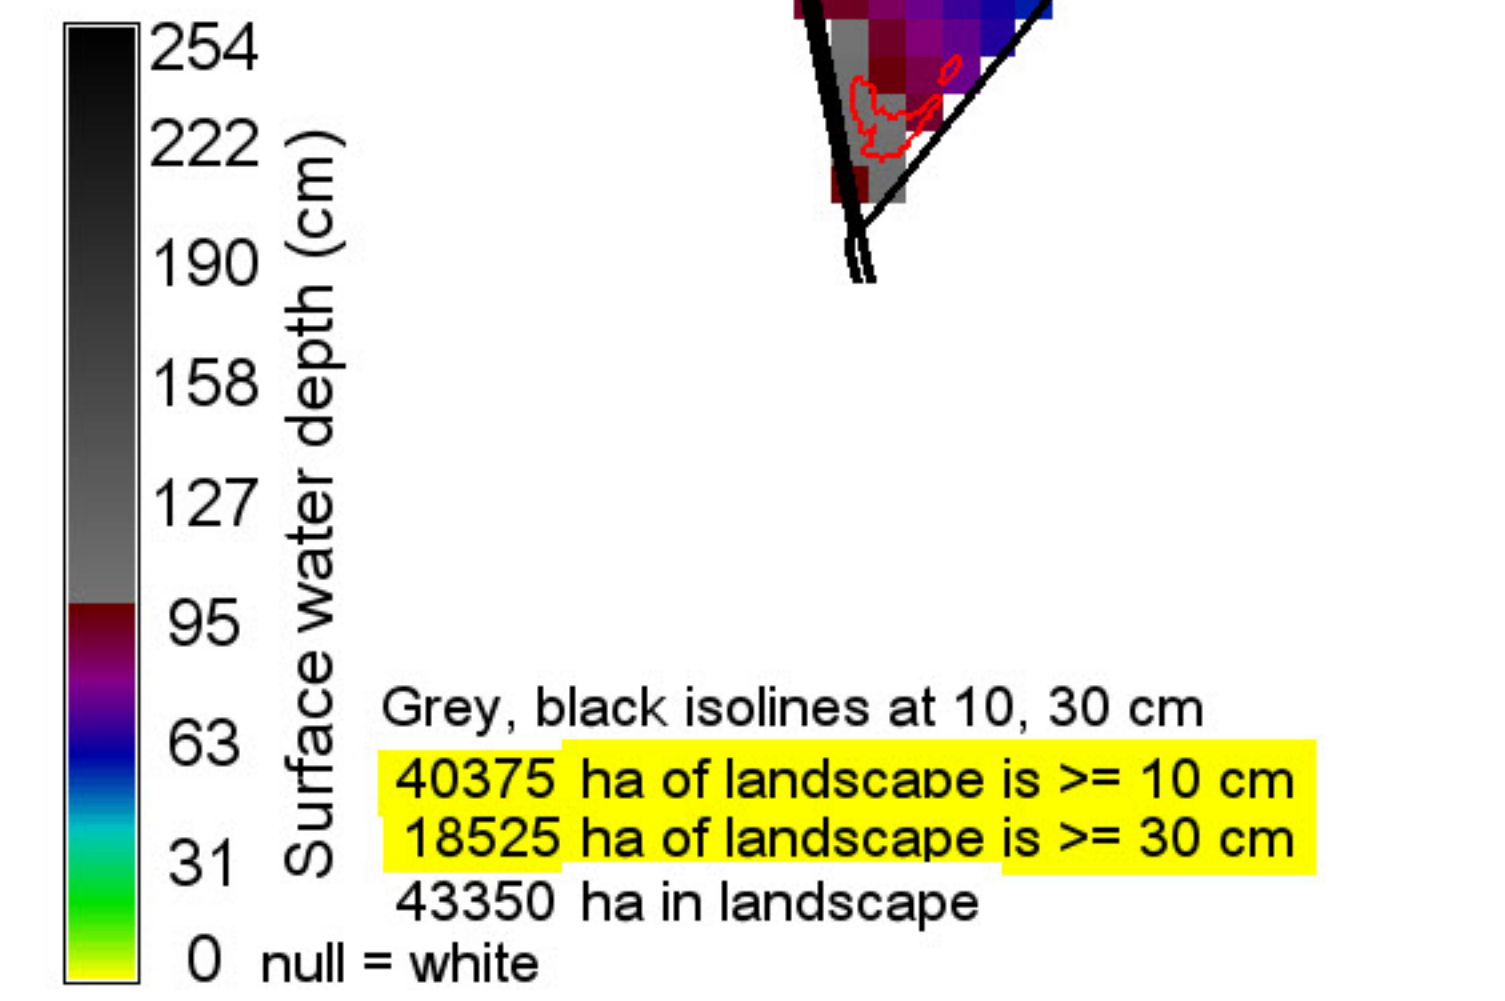 254
222
190
158
127
95
63
31
0
Surface water depth (cm)
Grey, black isolines at 10, 30 cm
40375 ha of landscape is >= 10 cm
18525 ha of landscape is >= 30 cm
43350 ha in landscape
null = white